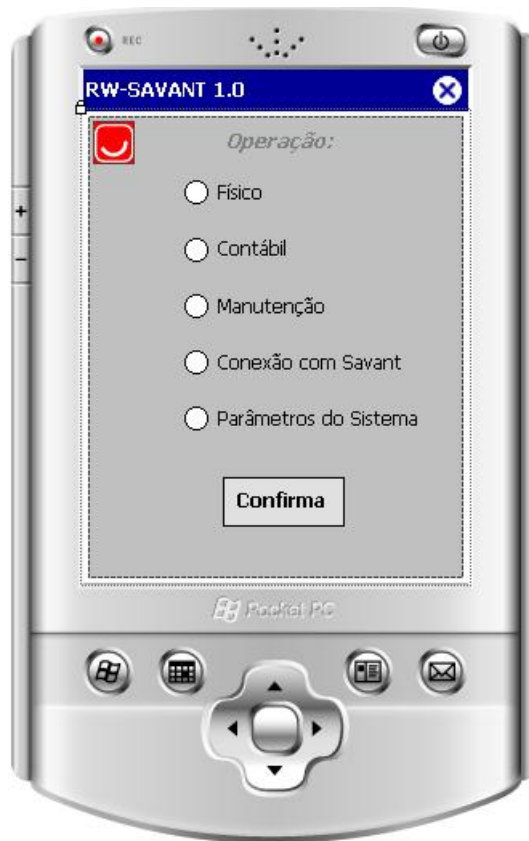 REC
RW-SAVANT 1.0
Operação:
Físico
Contábil
Manutenção
Conexão com Savant
Parâmetros do Sistema
Confirma
Pocket PC